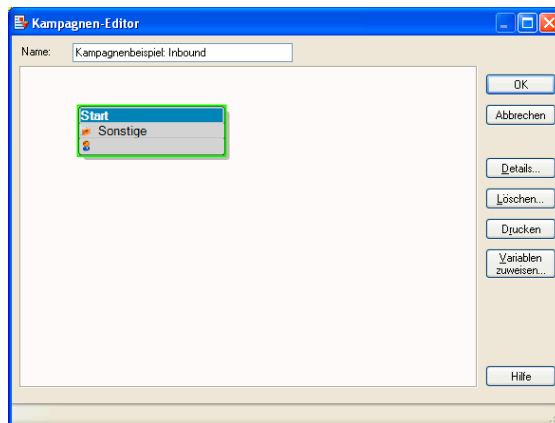 Kampagnen-Editor
Name: Kampagnenbeispiel: Inbound
Start
Sonstige
OK
Abbrechen
Details...
Löschen...
Drucken
Variablen
zuweisen...
Hilfe